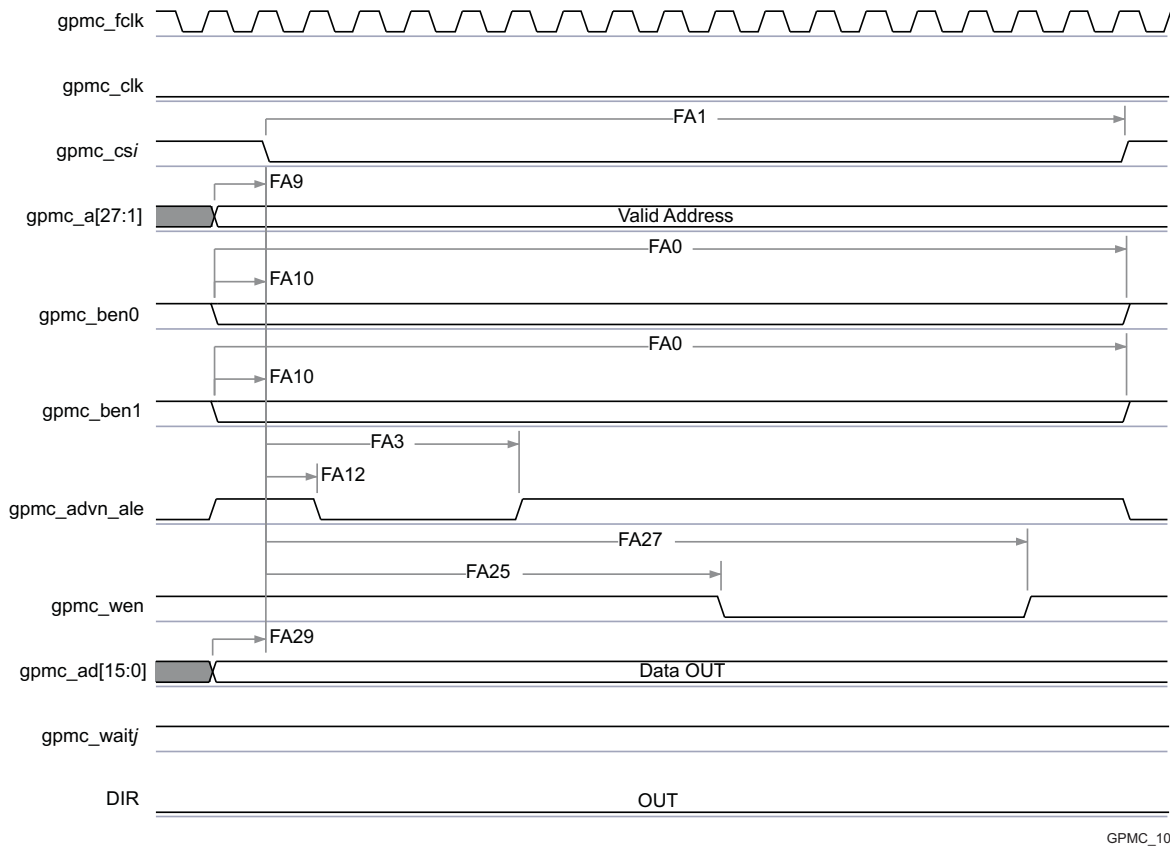 gpmc_fclk
gpmc_clk
FA1
gpmc_csi
FA9
gpmc_a[27:1]
Valid Address
FA0
FA10
gpmc_ben0
FA0
FA10
gpmc_ben1
FA3
FA12
gpmc_advn_ale
FA27
FA25
gpmc_wen
FA29
gpmc_ad[15:0]
Data OUT
gpmc_waitj
DIR
OUT
GPMC_10